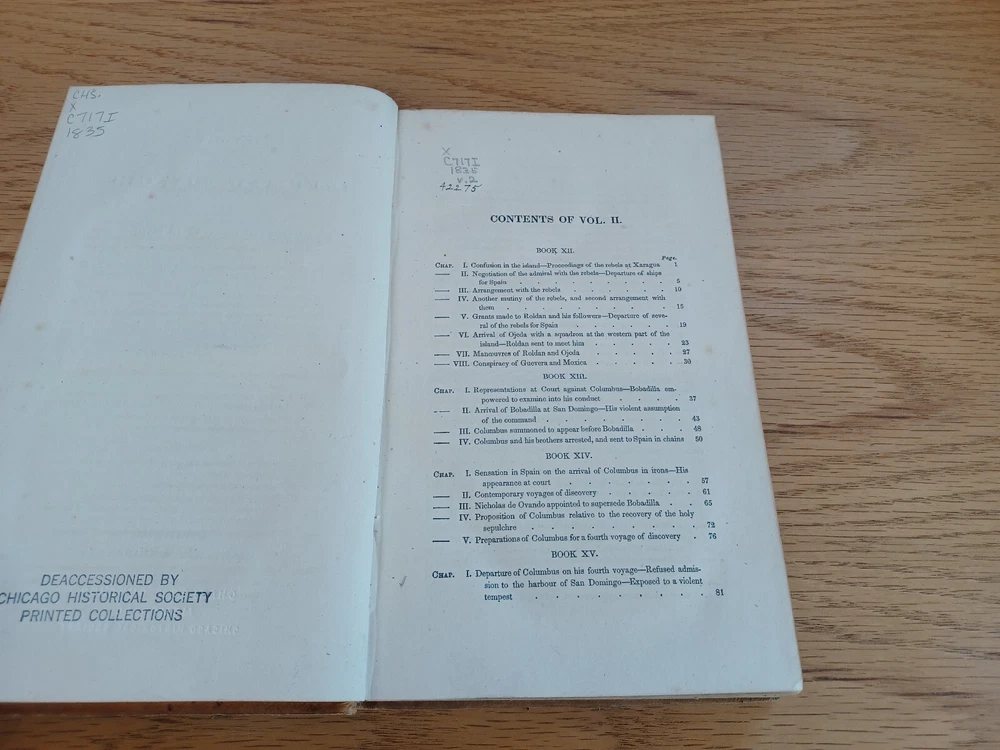 CHS.
X
C717I
1835
DEACCESSIONED BY
CHICAGO HISTORICAL SOCIETY
PRINTED COLLECTIONS
X
C717I
1835
v.2
42275
CONTENTS OF VOL. II.
BOOK XII.
Page.
CHAP. I. Confusion in the island—Proceedings of the rebels at Xaragua 1
—— II. Negotiation of the admiral with the rebels—Departure of ships
for Spain . . . . . . . . . 5
—— III. Arrangement with the rebels . . . . . . 10
—— IV. Another mutiny of the rebels, and second arrangement with
them . . . . . . . . . . 15
—— V. Grants made to Roldan and his followers—Departure of seve-
ral of the rebels for Spain . . . . . . 19
—— VI. Arrival of Ojeda with a squadron at the western part of the
island—Roldan sent to meet him . . . . 23
—— VII. Manœuvres of Roldan and Ojeda . . . . . 27
—— VIII. Conspiracy of Guevera and Moxica . . . . . 30
BOOK XIII.
CHAP. I. Representations at Court against Columbus—Bobadilla em-
powered to examine into his conduct . . . . 37
—— II. Arrival of Bobadilla at San Domingo—His violent assumption
of the command . . . . . . . . 43
—— III. Columbus summoned to appear before Bobadilla . . . 48
—— IV. Columbus and his brothers arrested, and sent to Spain in chains 50
BOOK XIV.
CHAP. I. Sensation in Spain on the arrival of Columbus in irons—His
appearance at court . . . . . . . 57
—— II. Contemporary voyages of discovery . . . . . 61
—— III. Nicholas de Ovando appointed to supersede Bobadilla . . 65
—— IV. Proposition of Columbus relative to the recovery of the holy
sepulchre . . . . . . . . . 72
—— V. Preparations of Columbus for a fourth voyage of discovery . 76
BOOK XV.
CHAP. I. Departure of Columbus on his fourth voyage—Refused admis-
sion to the harbour of San Domingo—Exposed to a violent
tempest . . . . . . . . . 81